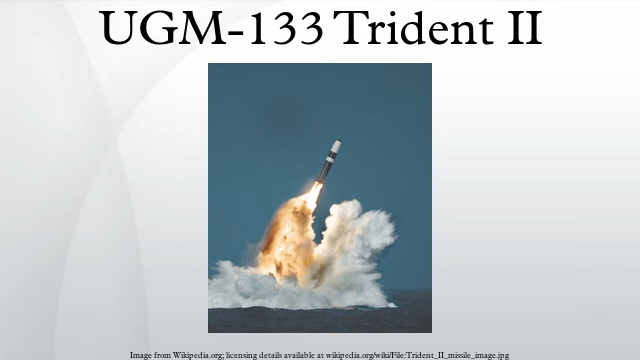 UGM-133 Trident II
Image from Wikipedia.org; licensing details available at wikipedia.org/wiki/File:Trident_II_missile_image.jpg